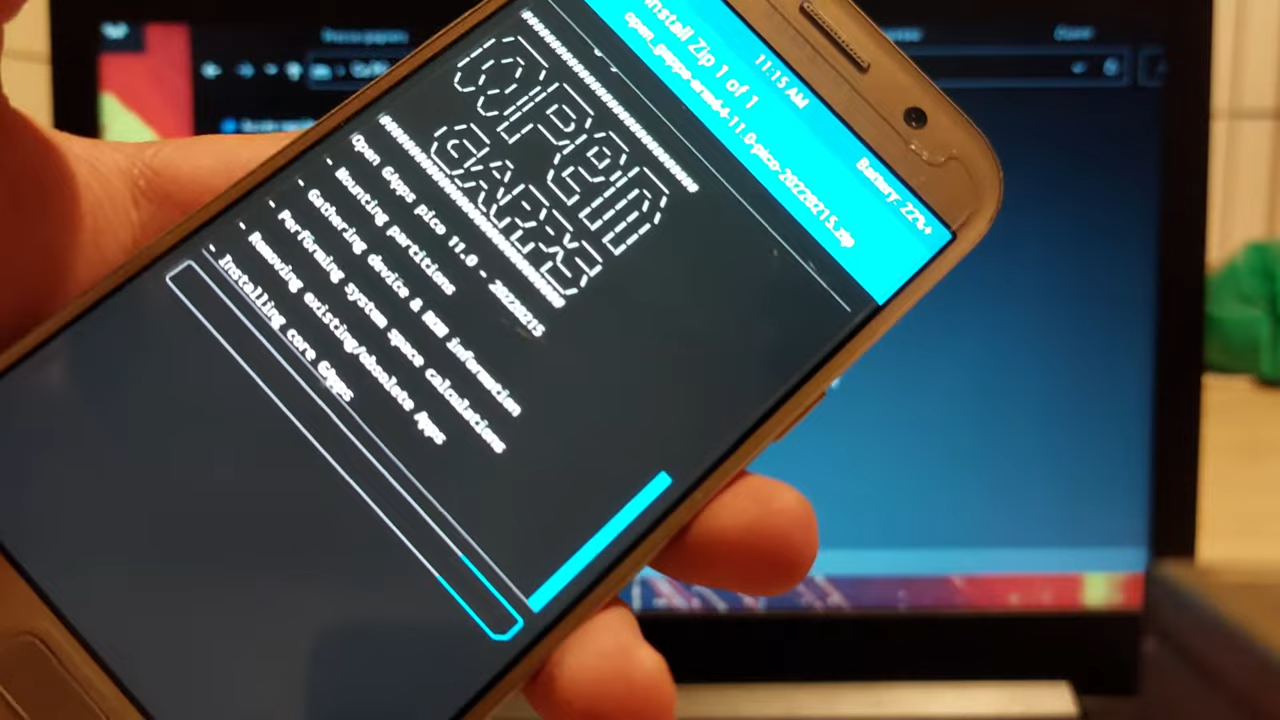 11:15 AM
Battery: 22%+
Install Zip 1 of 1
open_gapps-arm64-11.0-pico-20220215.zip
##############################
Open
GAPPS
##############################
Open GApps pico 11.0 - 20220215
- Mounting partitions
- Gathering device & ROM information
- Performing system space calculations
- Removing existing/obsolete Apps
- Installing core GApps